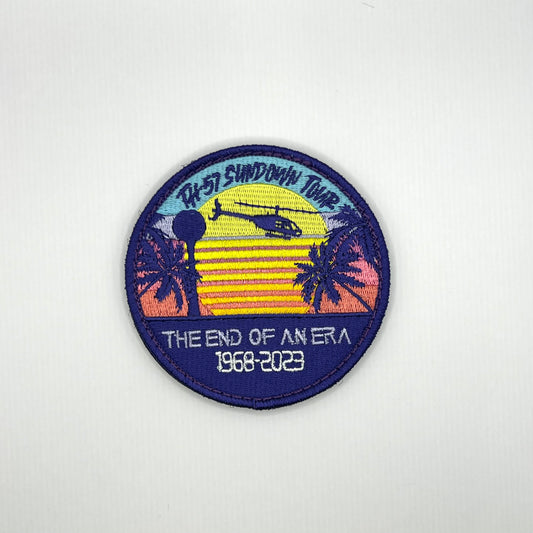 TH-57 SUNDOWN TOUR
THE END OF AN ERA
1968-2023